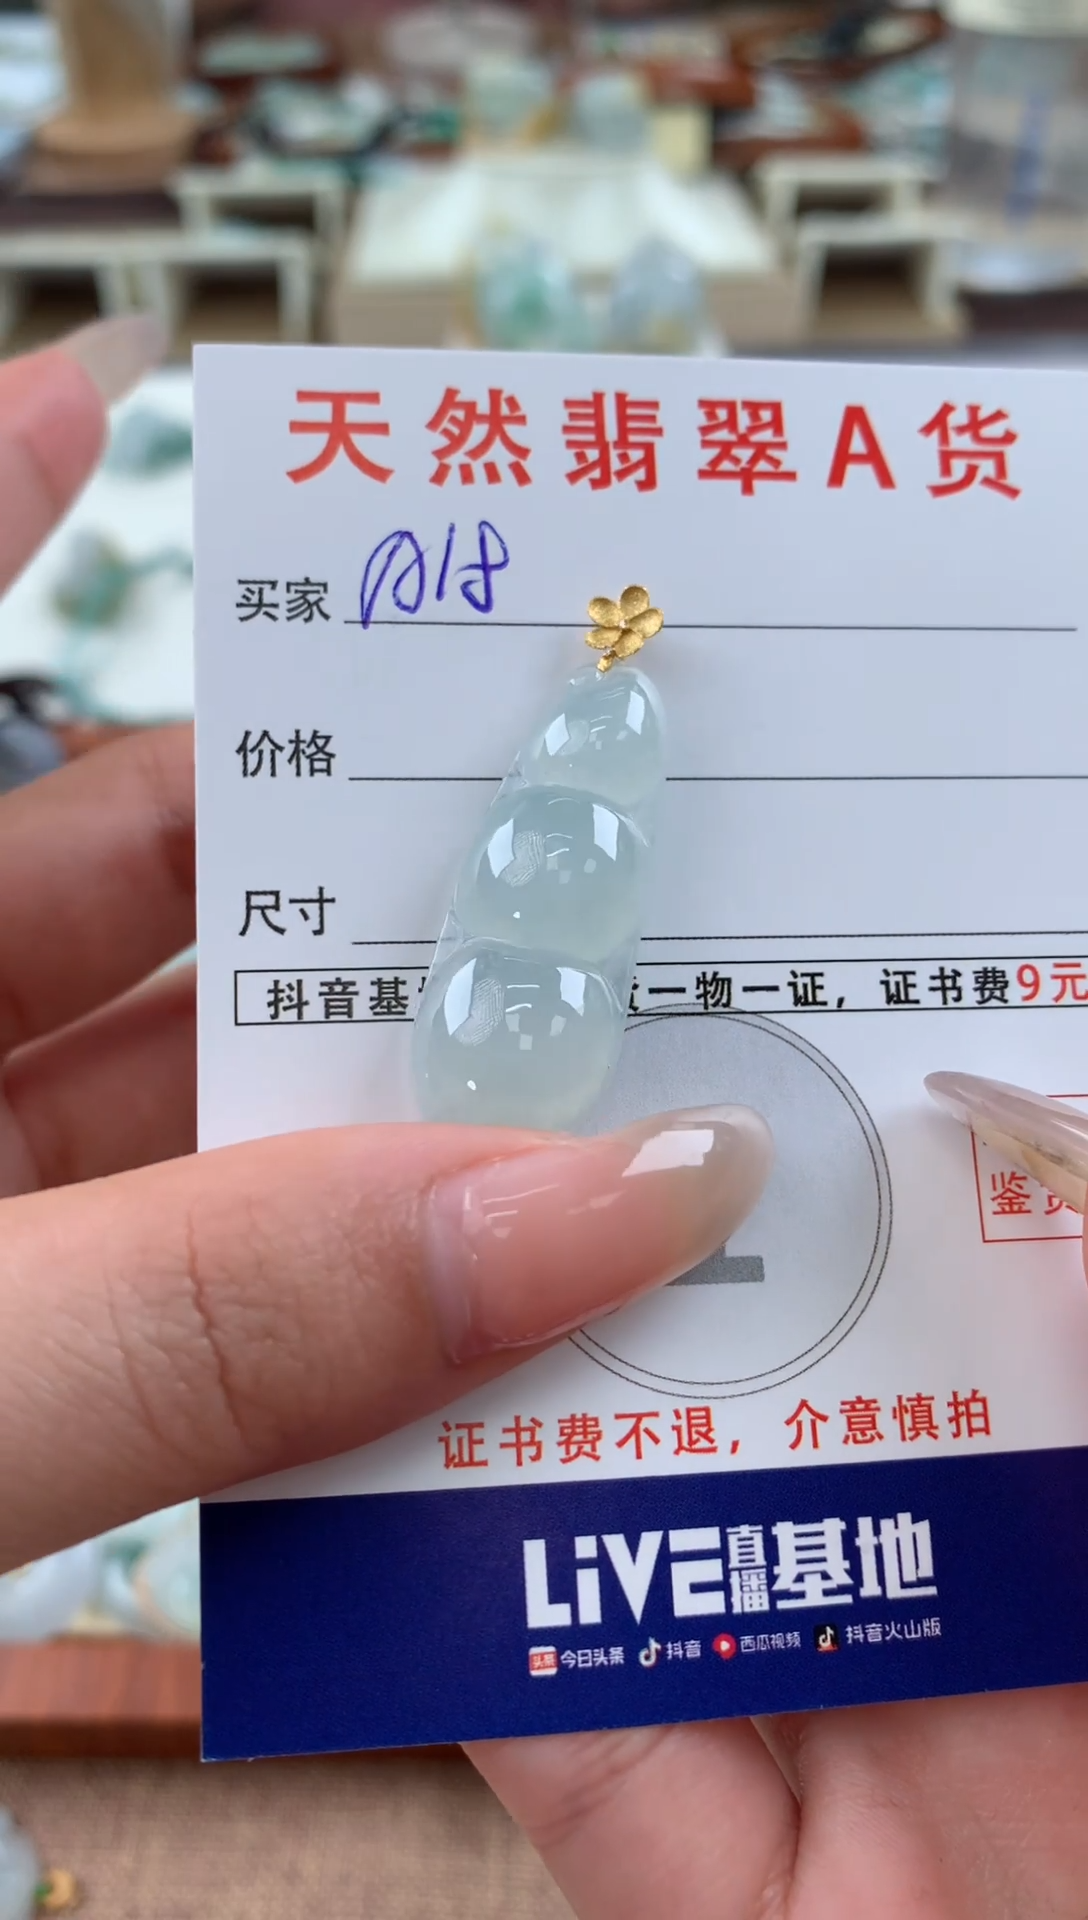 天然翡翠A货
买家 A18
价格
尺寸
抖音基 一物一证，证书费9元
鉴
证书费不退，介意慎拍
LiVE直播基地
头条 今日头条 抖音 西瓜视频 抖音火山版